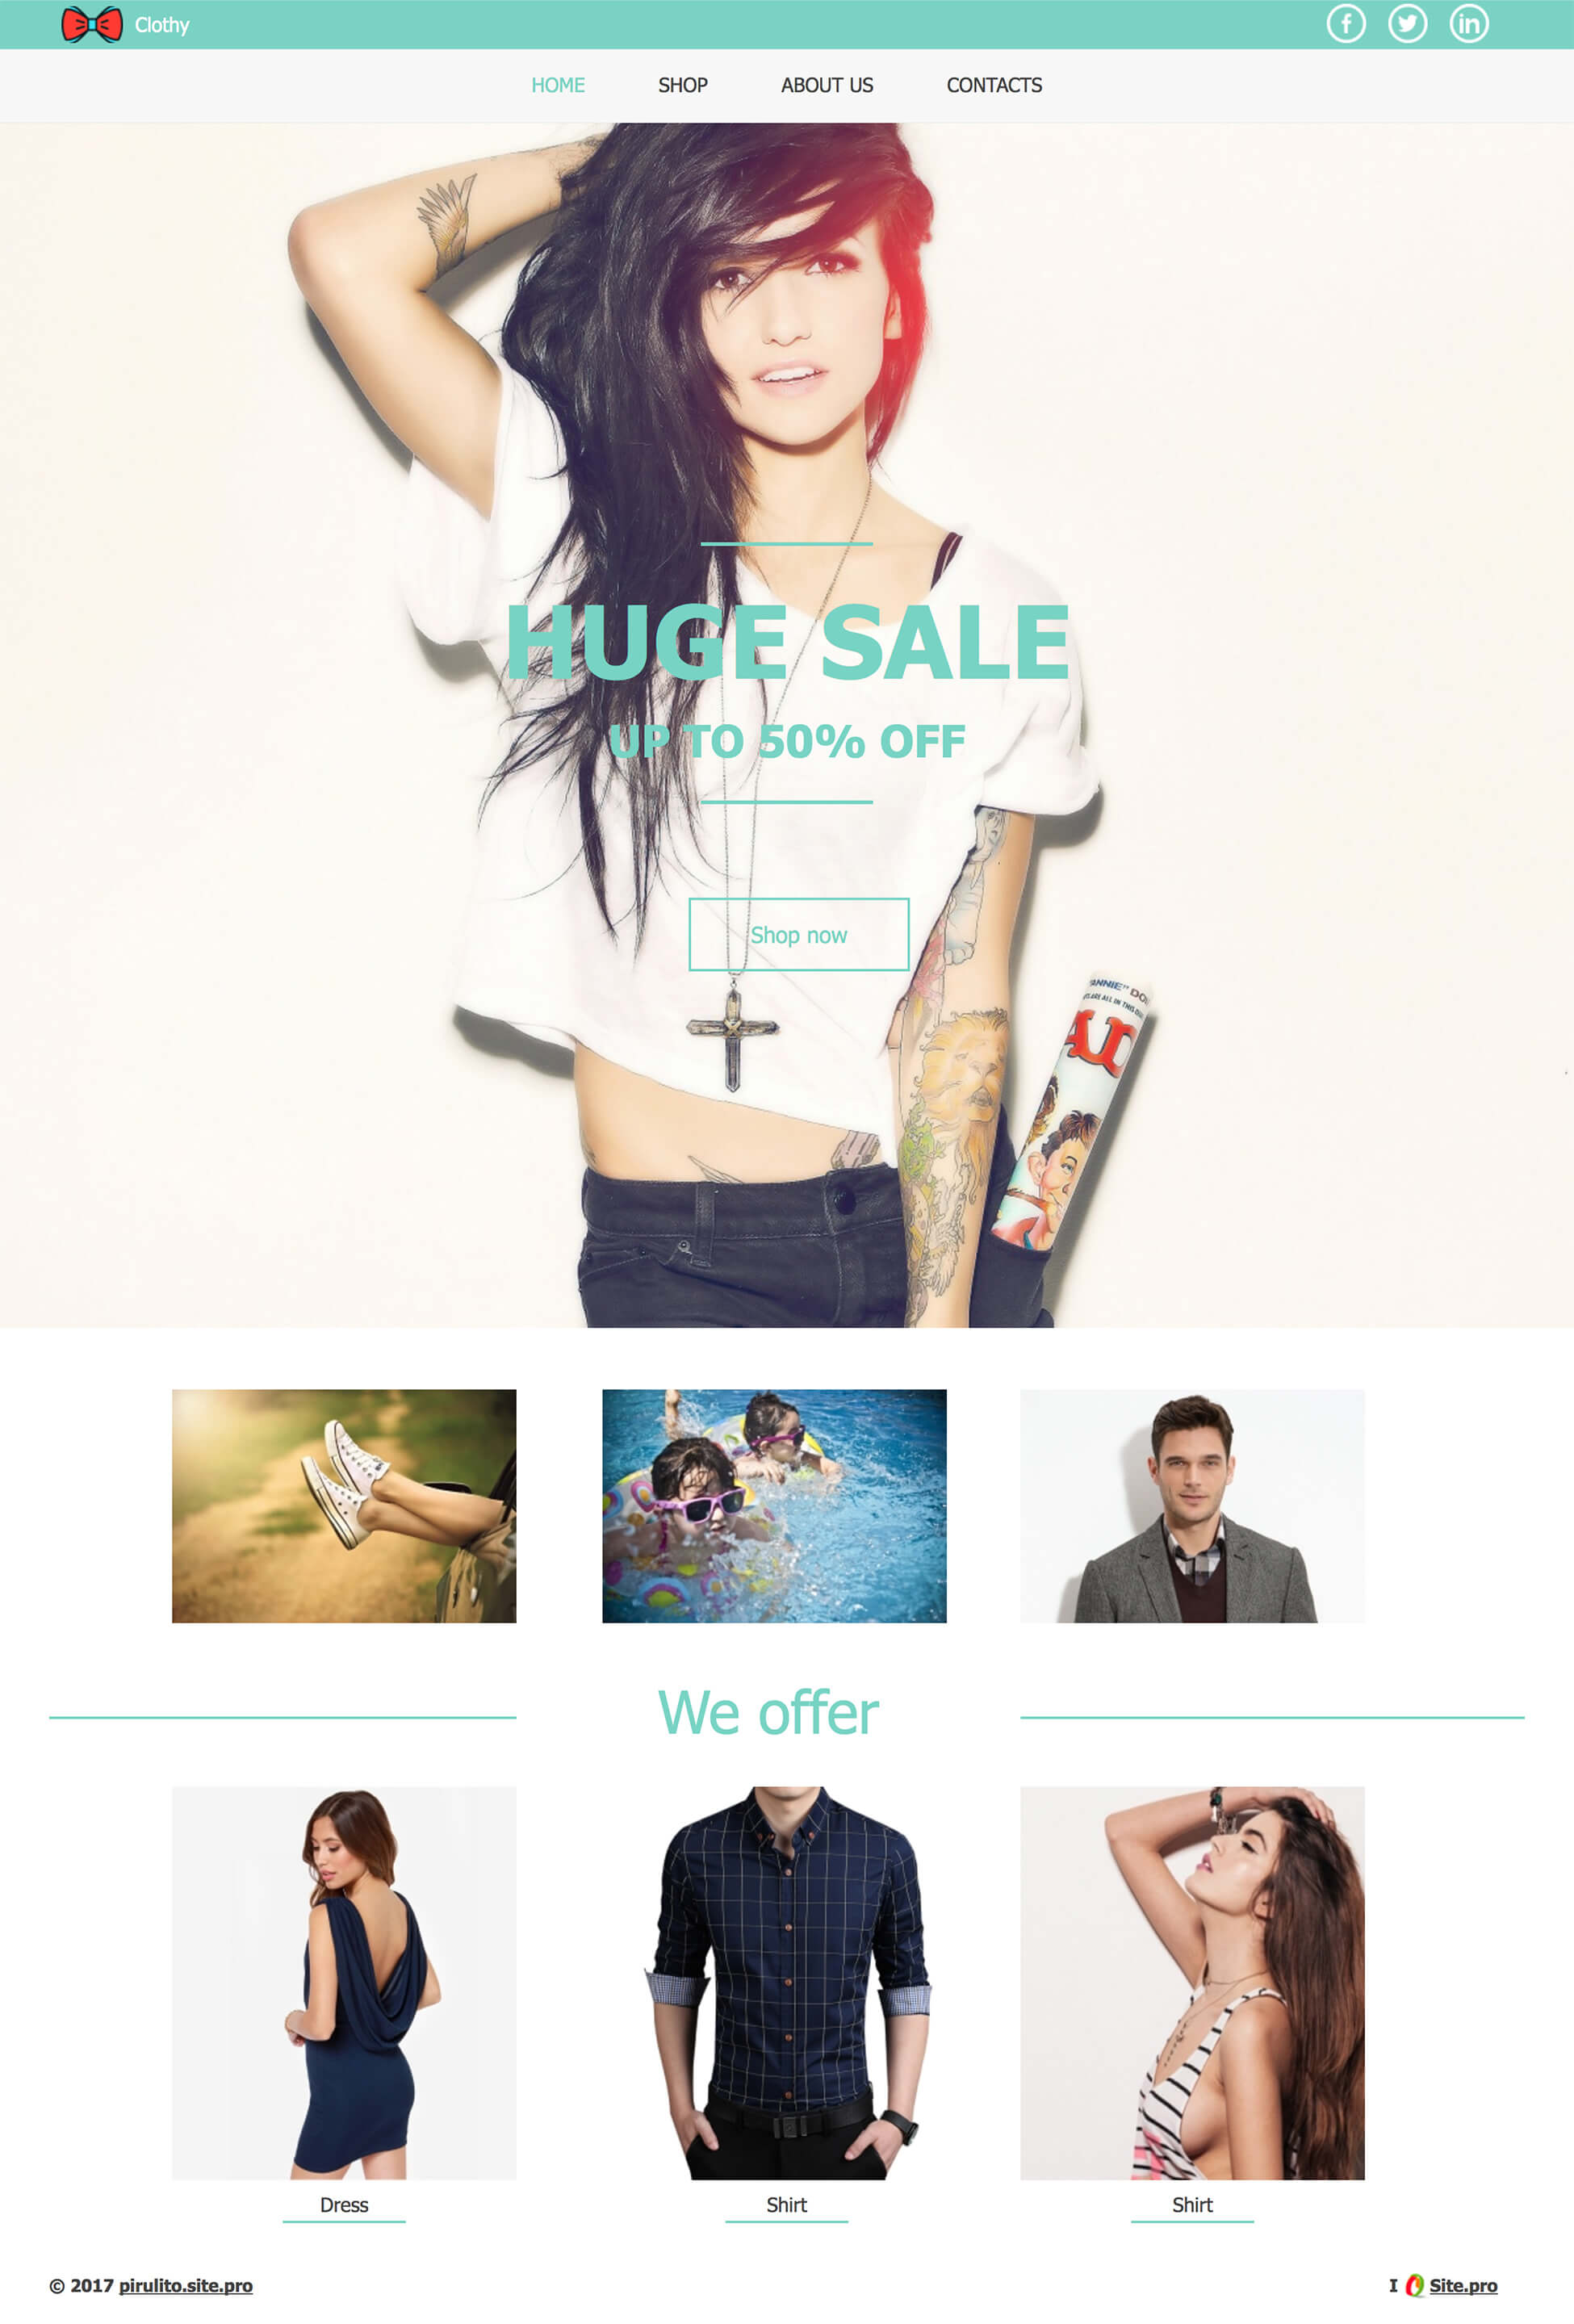 Clothy
HOME SHOP ABOUT US CONTACTS
HUGE SALE
UP TO 50% OFF
Shop now
We offer
Dress Shirt Shirt
© 2017 pirulito.site.pro I Site.pro